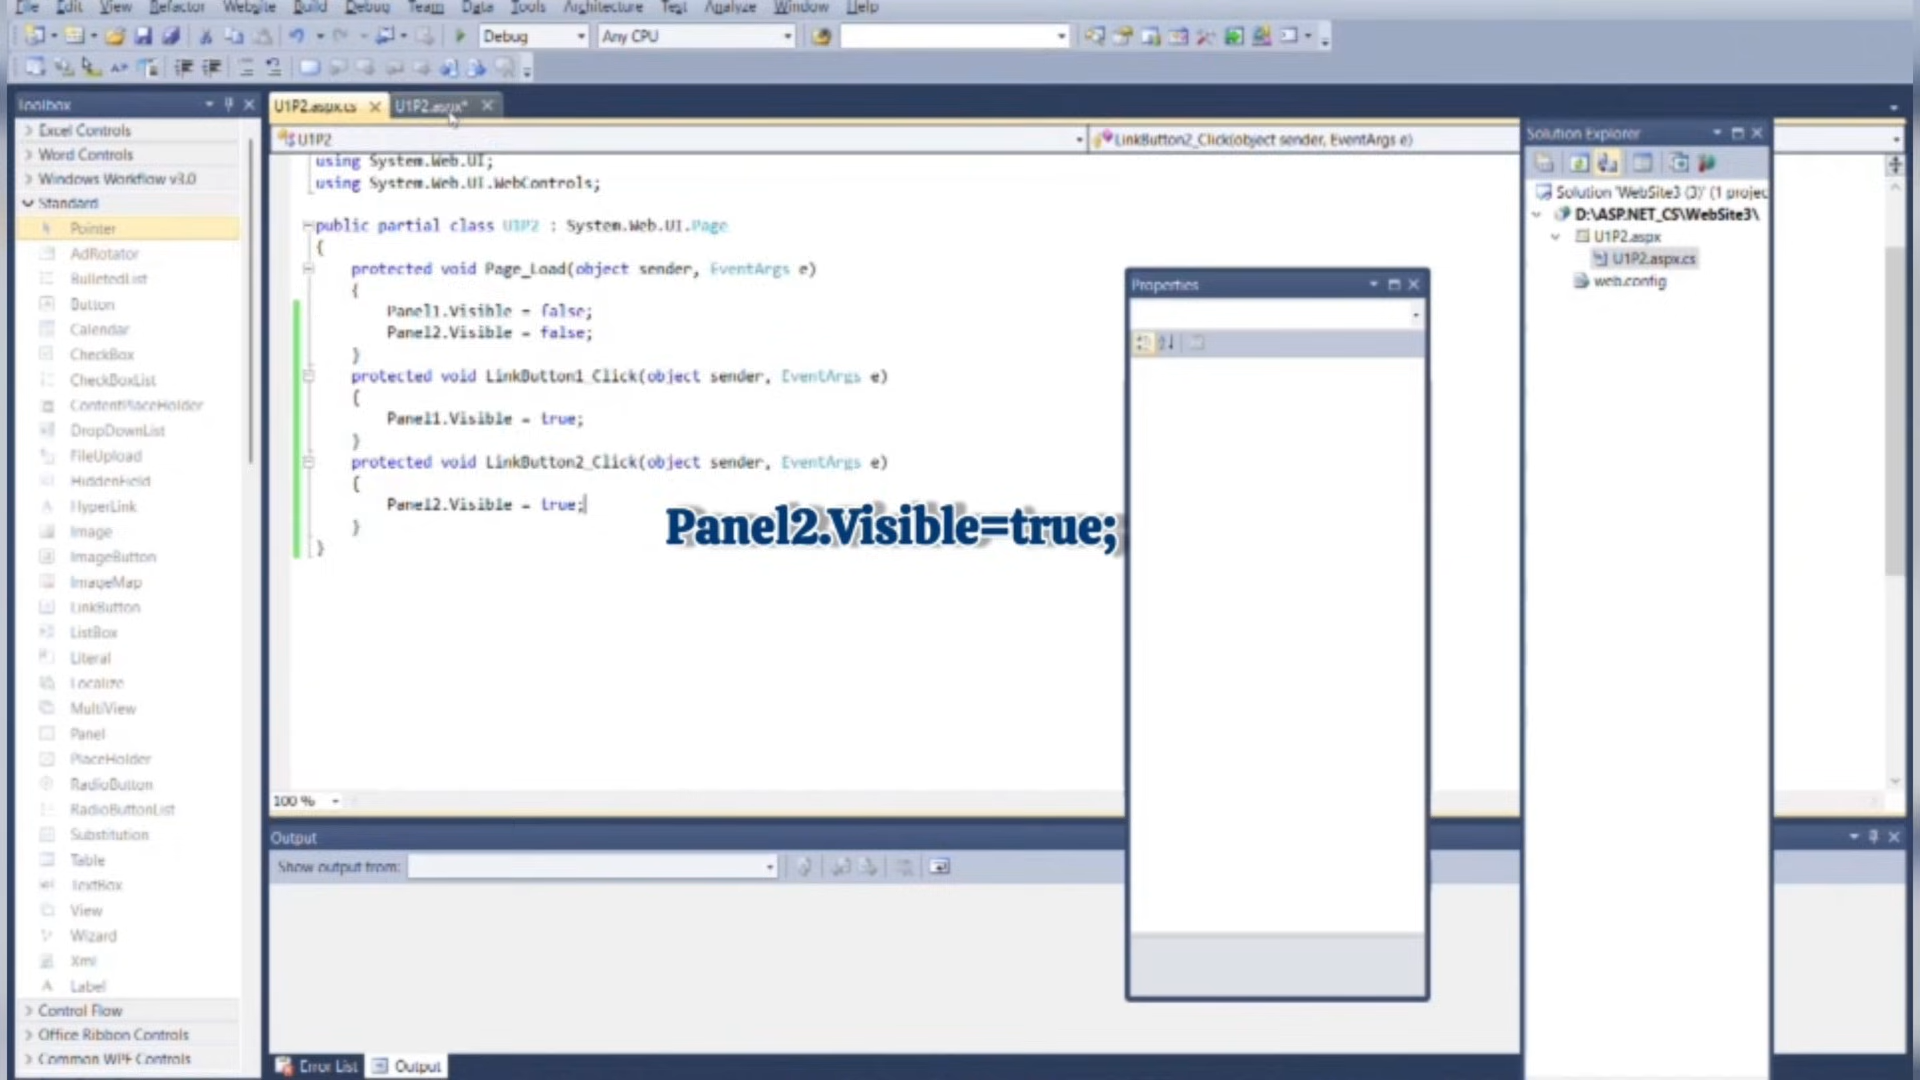 File Edit View Refactor Website Build Debug Team Data Tools Architecture Test Analyze Window Help
Debug Any CPU
Toolbox
Excel Controls
Word Controls
Windows Workflow v3.0
Standard
Pointer
AdRotator
BulletedList
Button
Calendar
CheckBox
CheckBoxList
ContentPlaceHolder
DropDownList
FileUpload
HiddenField
HyperLink
Image
ImageButton
ImageMap
LinkButton
ListBox
Literal
Localize
MultiView
Panel
PlaceHolder
RadioButton
RadioButtonList
Substitution
Table
TextBox
View
Wizard
Xml
Label
Control Flow
Office Ribbon Controls
Common WPF Controls
U1P2.aspx.cs U1P2.aspx*
U1P2 LinkButton2_Click(object sender, EventArgs e)
using System.Web.UI;
using System.Web.UI.WebControls;
public partial class U1P2 : System.Web.UI.Page
{
protected void Page_Load(object sender, EventArgs e)
{
Panel1.Visible = false;
Panel2.Visible = false;
}
protected void LinkButton1_Click(object sender, EventArgs e)
{
Panel1.Visible = true;
}
protected void LinkButton2_Click(object sender, EventArgs e)
{
Panel2.Visible = true;
}
}
Panel2.Visible=true;
100 %
Output
Show output from:
Error List Output
Properties
Solution Explorer
Solution 'WebSite3 (3)' (1 projec
D:\ASP.NET_CS\WebSite3\
U1P2.aspx
U1P2.aspx.cs
web.config